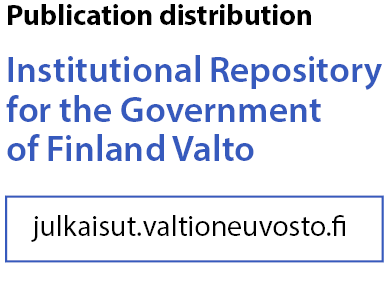 Publication distribution
Institutional Repository
for the Government
of Finland Valto
julkaisut.valtioneuvosto.fi